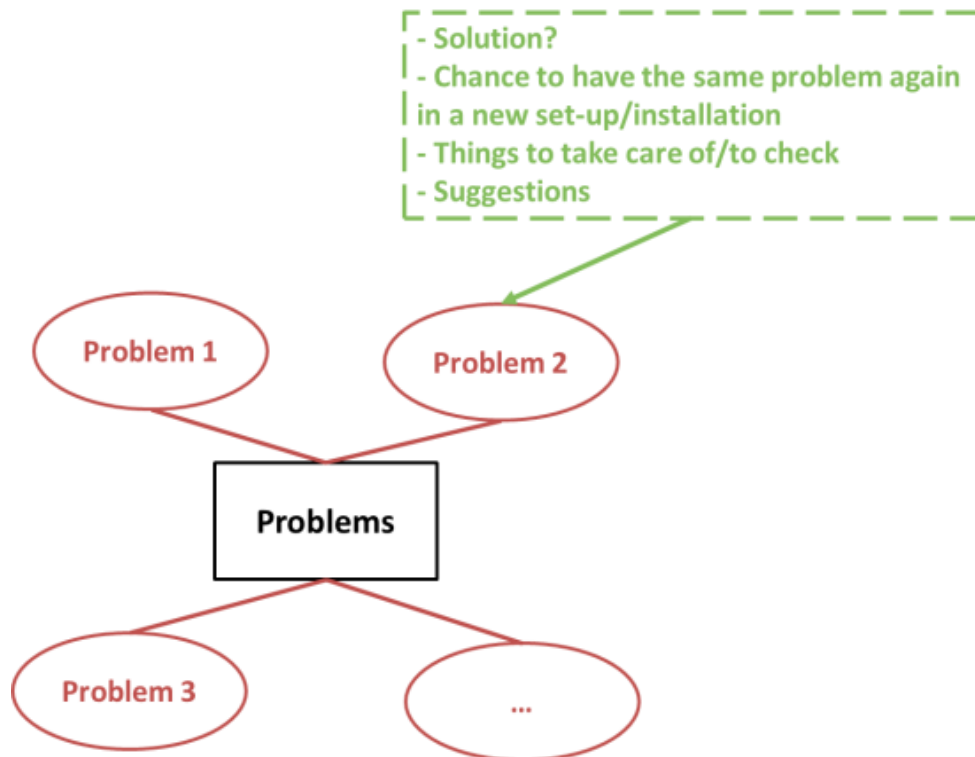 - Solution?
- Chance to have the same problem again
in a new set-up/installation
- Things to take care of/to check
- Suggestions
Problem 1
Problem 2
Problems
Problem 3
...